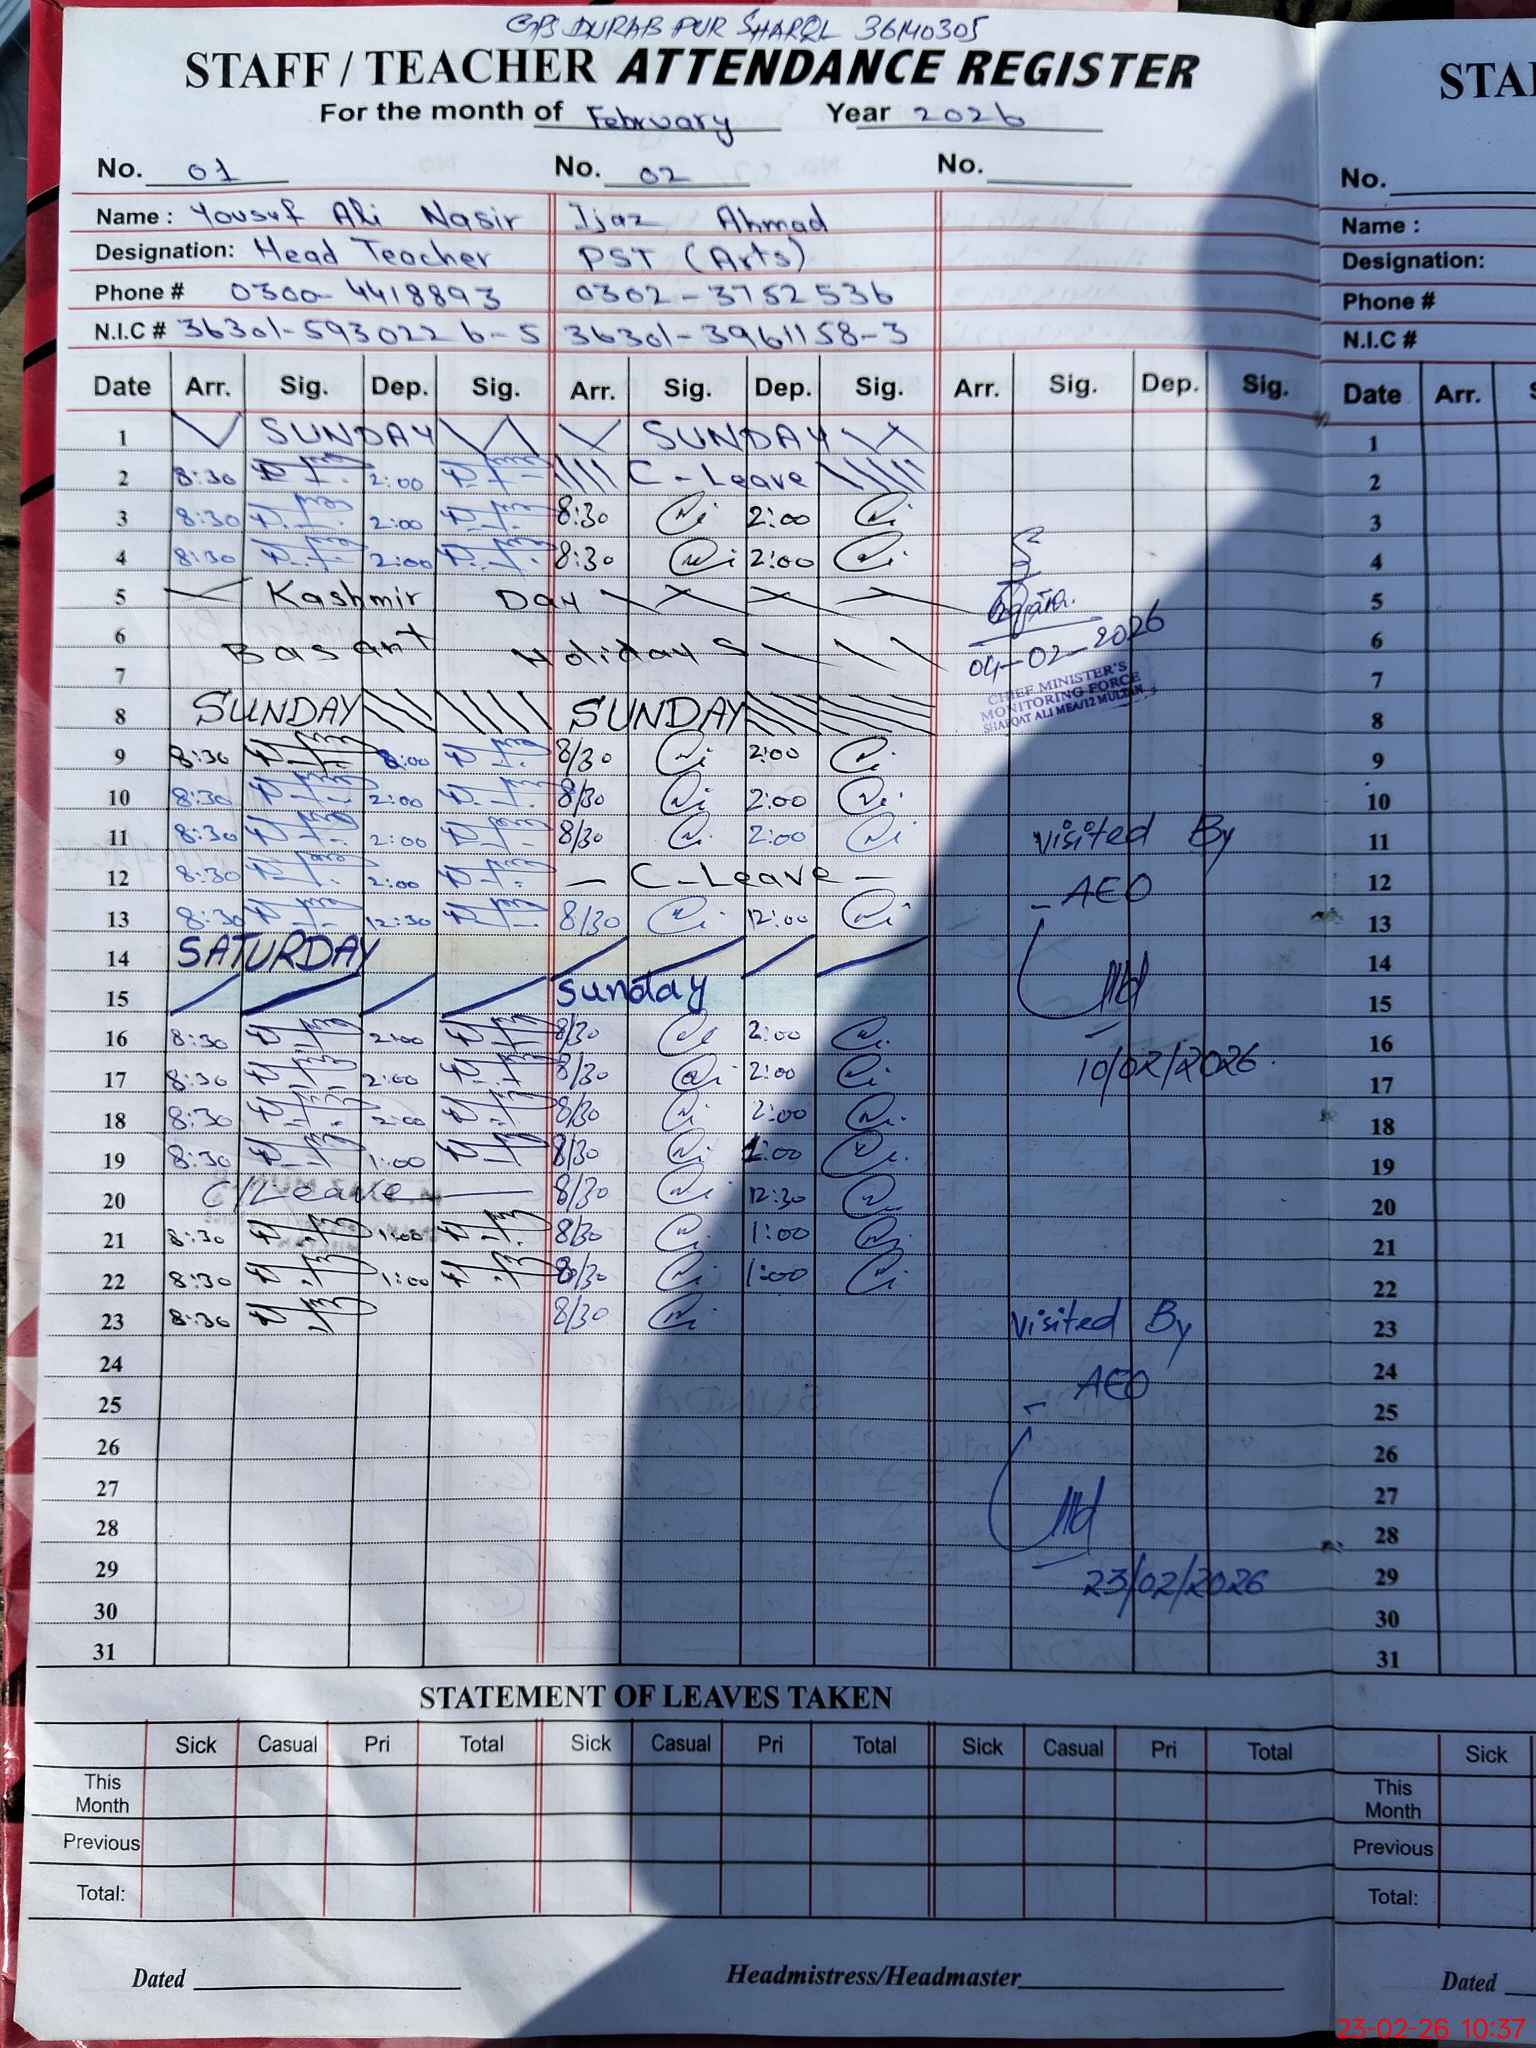 GPS DURAB PUR SHARQI 36140305
STAFF / TEACHER ATTENDANCE REGISTER
For the month of February Year 2026
No. 01 No. 02 No.
Name : Yousuf Ali Nasir Ijaz Ahmad
Designation: Head Teacher PST (Arts)
Phone # 0300-4418893 0302-3752536
N.I.C # 36301-5930226-5 36301-3961158-3
Date Arr. Sig. Dep. Sig. Arr. Sig. Dep. Sig. Arr. Sig. Dep. Sig.
1 SUNDAY SUNDAY
2 8:30 2:00 C-Leave
3 8:30 2:00 8:30 2:00
4 8:30 2:00 8:30 2:00
5 Kashmir Day
6
Basant Holidays
7
04-02-2026
CHIEF MINISTER'S
MONITORING FORCE
SHAFQAT ALI MEA/12 MULTAN
8 SUNDAY SUNDAY
9 8:30 2:00 8/30 2:00
10 8:30 2:00 8/30 2:00
11 8:30 2:00 8/30 2:00 Visited By
12 8:30 2:00 C-Leave AEO
13 8:30 12:30 8/30 12:00
14 SATURDAY
15 Sunday
16 8:30 2:00 8/30 2:00
17 8:30 2:00 8/30 2:00 10/02/2026
18 8:30 2:00 8/30 2:00
19 8:30 1:00 8/30 1:00
20 C/Leave 8/30 12:30
21 8:30 1:00 8/30 1:00
22 8:30 1:00 8/30 1:00
23 8:30 8/30 Visited By
24 AEO
25
26
27
28
29 23/02/2026
30
31
STATEMENT OF LEAVES TAKEN
Sick Casual Pri Total Sick Casual Pri Total Sick Casual Pri Total
This
Month
Previous
Total:
Dated Headmistress/Headmaster
STA
No.
Name :
Designation:
Phone #
N.I.C #
Date Arr. S
1
2
3
4
5
6
7
8
9
10
11
12
13
14
15
16
17
18
19
20
21
22
23
24
25
26
27
28
29
30
31
Sick
This
Month
Previous
Total:
Dated
23-02-26 10:37